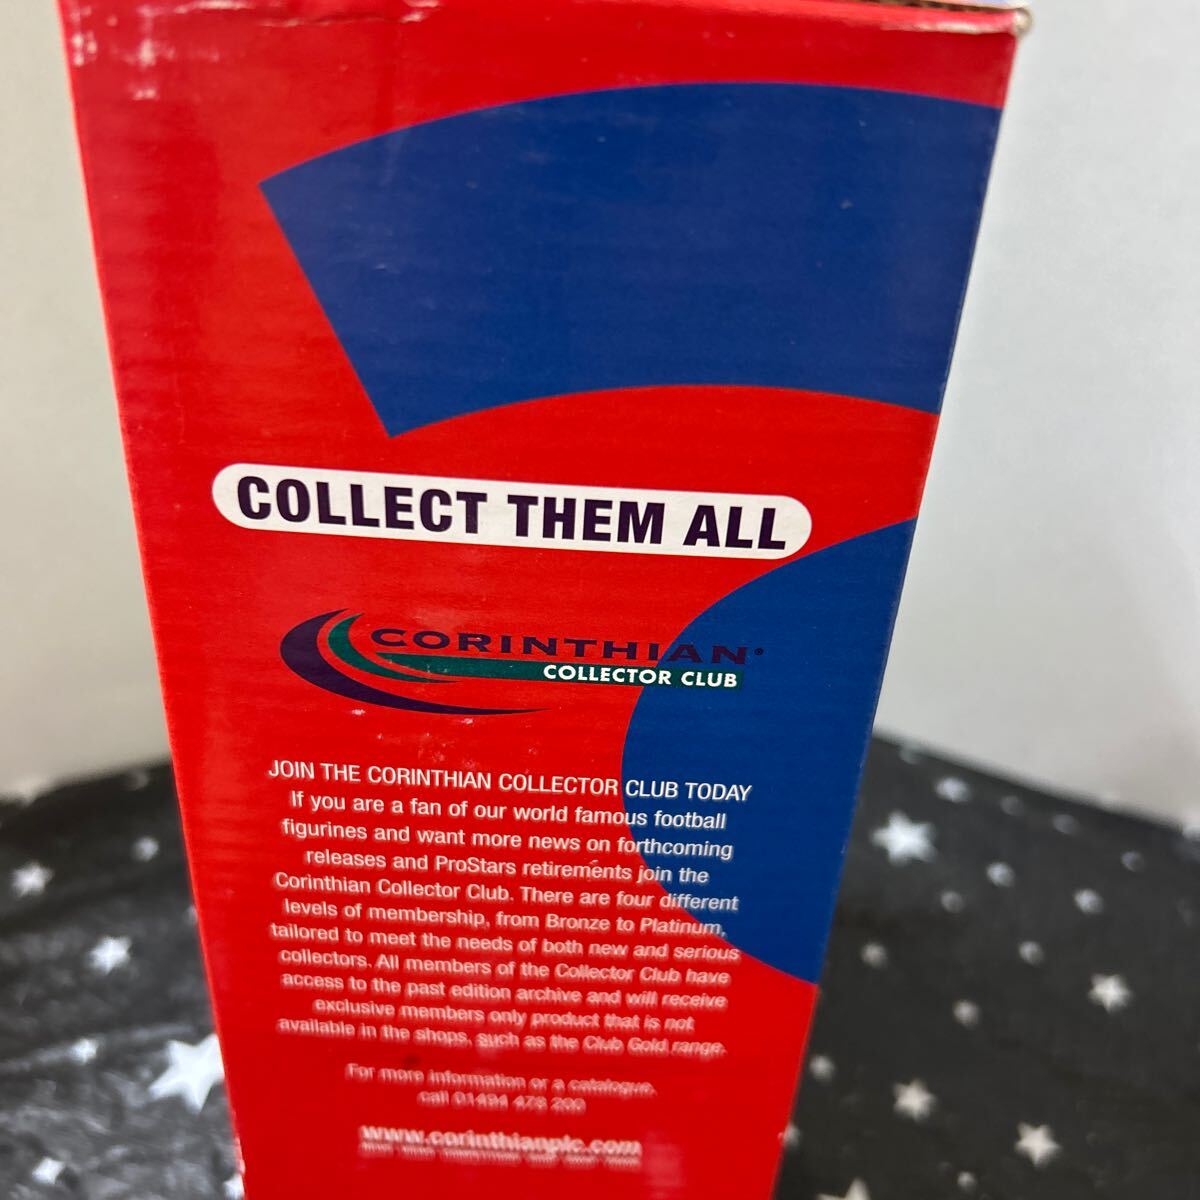 COLLECT THEM ALL
CORINTHIAN®
COLLECTOR CLUB
JOIN THE CORINTHIAN COLLECTOR CLUB TODAY
If you are a fan of our world famous football
figurines and want more news on forthcoming
releases and ProStars retirements join the
Corinthian Collector Club. There are four different
levels of membership, from Bronze to Platinum,
tailored to meet the needs of both new and serious
collectors. All members of the Collector Club have
access to the past edition archive and will receive
exclusive members only product that is not
available in the shops, such as the Club Gold range.
For more information or a catalogue,
call 01494 473 200
www.corinthianplc.com